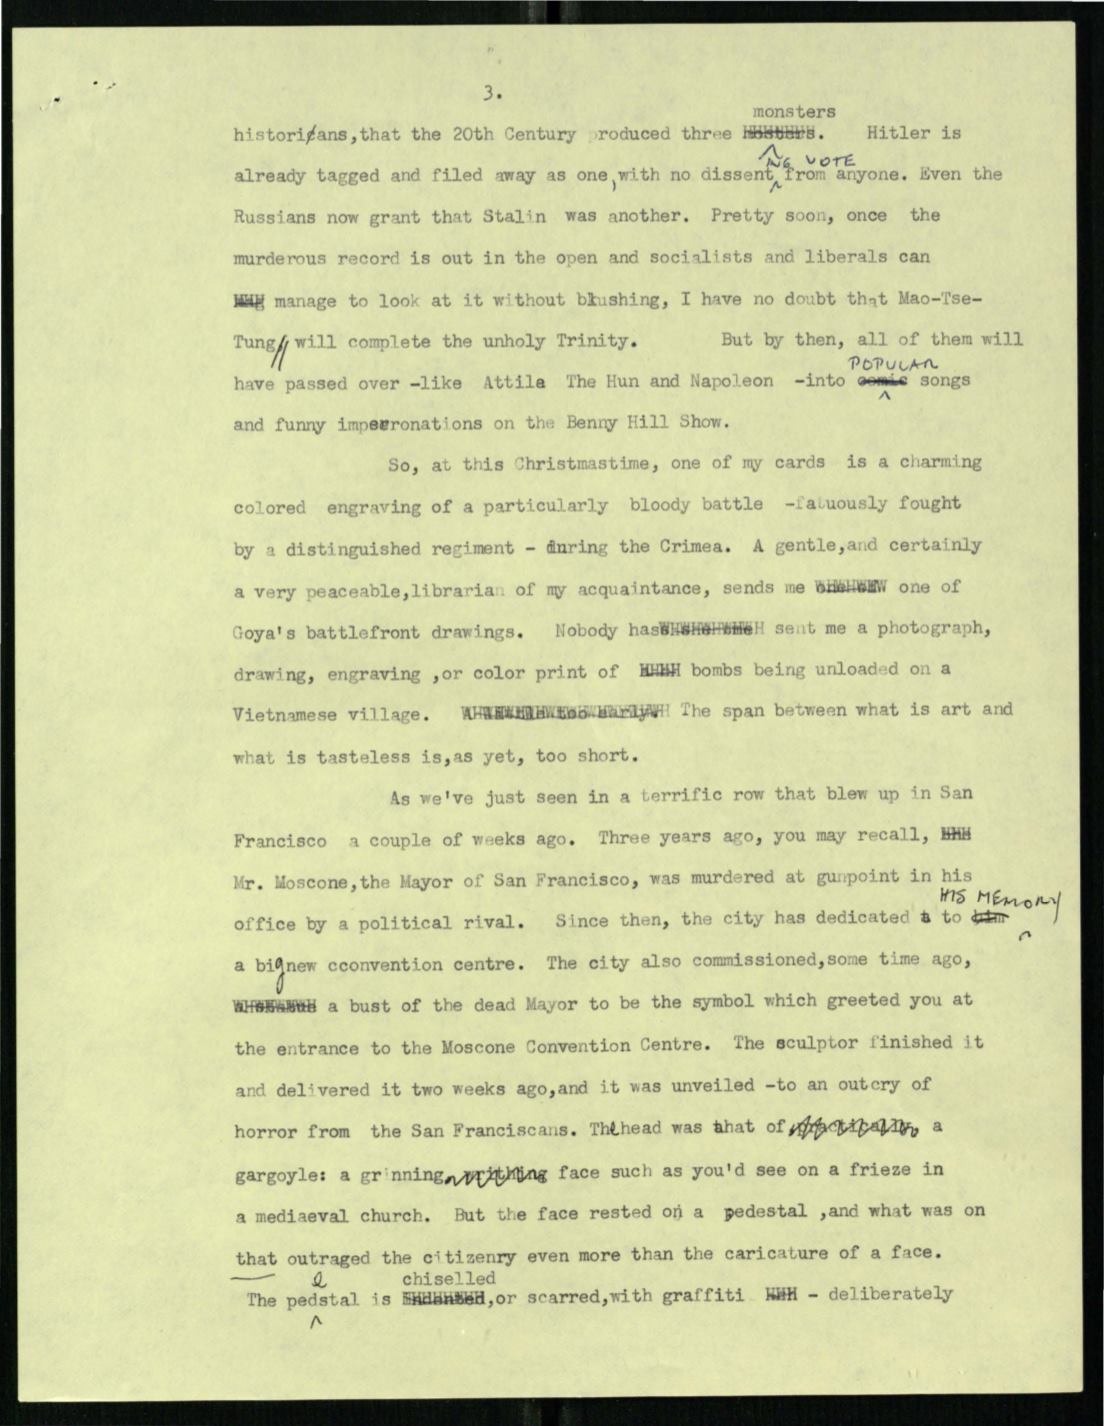 3.
monsters
historians,that the 20th Century produced three . Hitler is
NG VOTE
already tagged and filed away as one,with no dissent from anyone. Even the
Russians now grant that Stalin was another. Pretty soon, once the
murderous record is out in the open and socialists and liberals can
manage to look at it without blushing, I have no doubt that Mao-Tse-
Tung will complete the unholy Trinity. But by then, all of them will
POPULAR
have passed over -like Attila The Hun and Napoleon -into comic songs
and funny imperronations on the Benny Hill Show.
So, at this Christmastime, one of my cards is a charming
colored engraving of a particularly bloody battle -fatuously fought
by a distinguished regiment - during the Crimea. A gentle,and certainly
a very peaceable,librarian of my acquaintance, sends me one of
Goya's battlefront drawings. Nobody has sent me a photograph,
drawing, engraving ,or color print of bombs being unloaded on a
Vietnamese village. The span between what is art and
what is tasteless is,as yet, too short.
As we've just seen in a terrific row that blew up in San
Francisco a couple of weeks ago. Three years ago, you may recall,
Mr. Moscone,the Mayor of San Francisco, was murdered at gunpoint in his
HIS MEMORY
office by a political rival. Since then, the city has dedicated a to him
a big new cconvention centre. The city also commissioned,some time ago,
a bust of the dead Mayor to be the symbol which greeted you at
the entrance to the Moscone Convention Centre. The sculptor finished it
and delivered it two weeks ago,and it was unveiled -to an outcry of
horror from the San Franciscans. The head was that of practically, a
gargoyle: a grinning, writhing face such as you'd see on a frieze in
a mediaeval church. But the face rested on a pedestal ,and what was on
that outraged the citizenry even more than the caricature of a face.
e chiselled
The pedstal is ,or scarred,with graffiti - deliberately